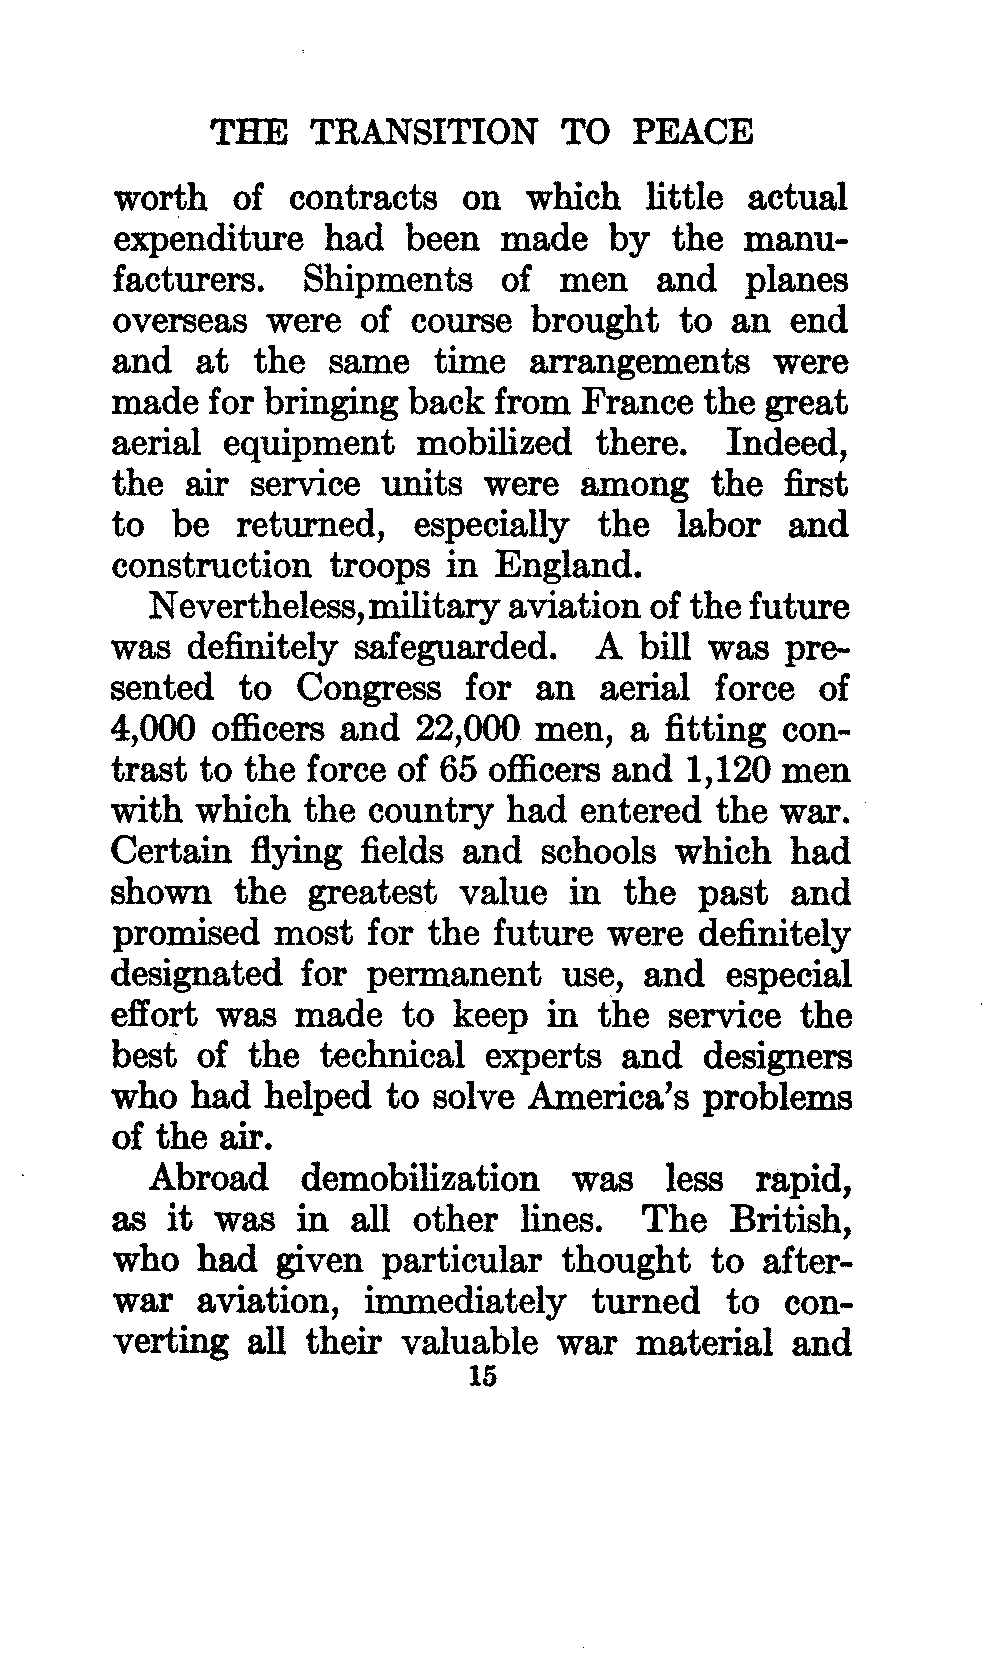 THE TRANSITION TO PEACE
worth of contracts on which little actual
expenditure had been made by the manu-
facturers. Shipments of men and planes
overseas were of course brought to an end
and at the same time arrangements were
made for bringing back from France the great
aerial equipment mobilized there. Indeed,
the air service units were among the first
to be returned, especially the labor and
construction troops in England.
Nevertheless, military aviation of the future
was definitely safeguarded. A bill was pre-
sented to Congress for an aerial force of
4,000 officers and 22,000 men, a fitting con-
trast to the force of 65 officers and 1,120 men
with which the country had entered the war.
Certain flying fields and schools which had
shown the greatest value in the past and
promised most for the future were definitely
designated for permanent use, and especial
effort was made to keep in the service the
best of the technical experts and designers
who had helped to solve America's problems
of the air.
Abroad demobilization was less rapid,
as it was in all other lines. The British,
who had given particular thought to after-
war aviation, immediately turned to con-
verting all their valuable war material and
15